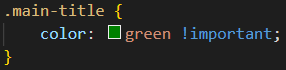 .main-title {
    color: green !important;
}